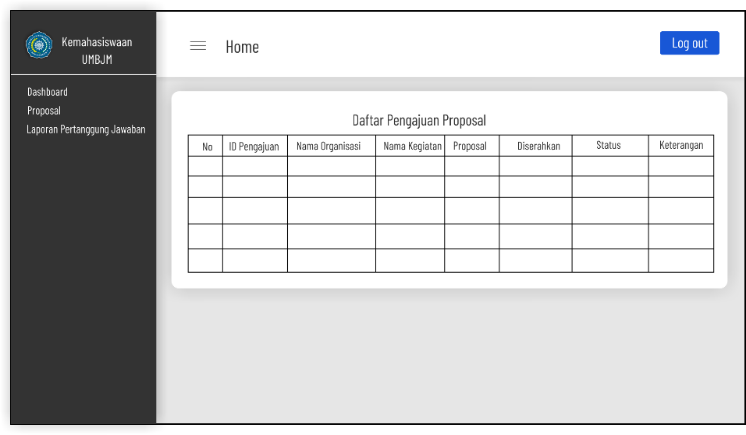 Kemahasiswaan
UMBJM
Dashboard
Proposal
Laporan Pertanggung Jawaban
Home
Log out
Daftar Pengajuan Proposal
No ID Pengajuan Nama Organisasi Nama Kegiatan Proposal Diserahkan Status Keterangan